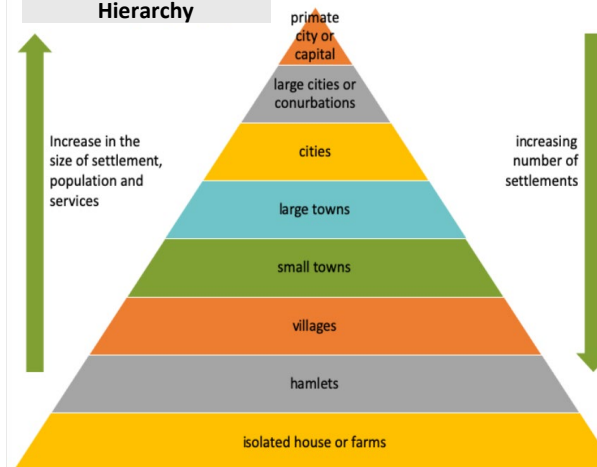 Hierarchy
primate
city or
capital
large cities or
conurbations
Increase in the
size of settlement,
population and
services
increasing
number of
settlements
cities
large towns
small towns
villages
hamlets
isolated house or farms